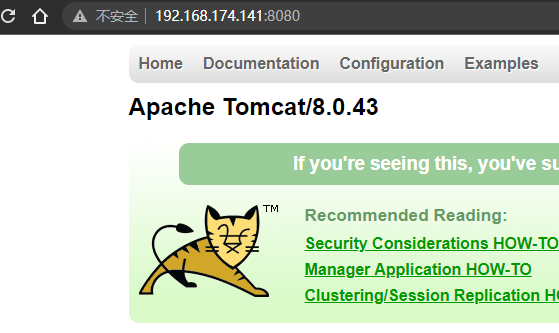 不安全 192.168.174.141:8080
Home Documentation Configuration Examples
Apache Tomcat/8.0.43
If you're seeing this, you've su
TM
Recommended Reading:
Security Considerations HOW-TO
Manager Application HOW-TO
Clustering/Session Replication HO